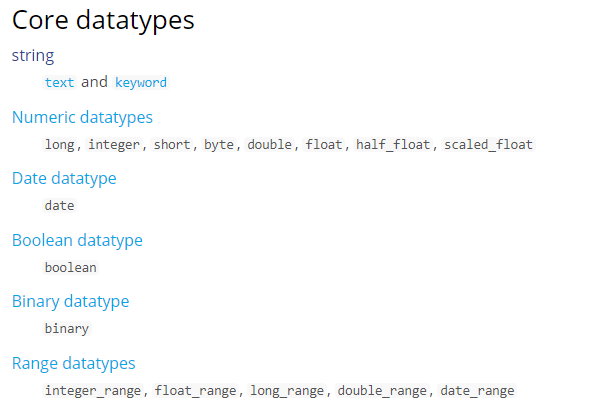 Core datatypes
string
text and keyword
Numeric datatypes
long, integer, short, byte, double, float, half_float, scaled_float
Date datatype
date
Boolean datatype
boolean
Binary datatype
binary
Range datatypes
integer_range, float_range, long_range, double_range, date_range